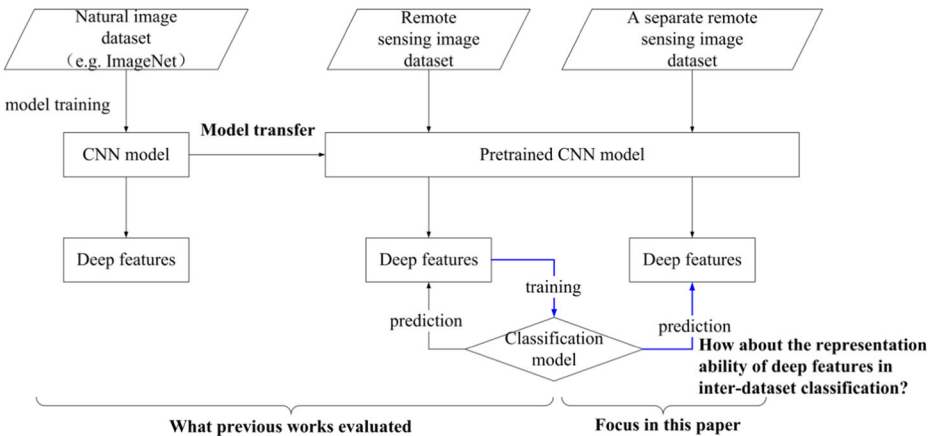 Natural image
dataset
（e.g. ImageNet）
Remote
sensing image
dataset
A separate remote
sensing image
dataset
model training
Model transfer
CNN model
Pretrained CNN model
Deep features
Deep features
Deep features
training
prediction
Classification
model
prediction
How about the representation
ability of deep features in
inter-dataset classification?
What previous works evaluated
Focus in this paper